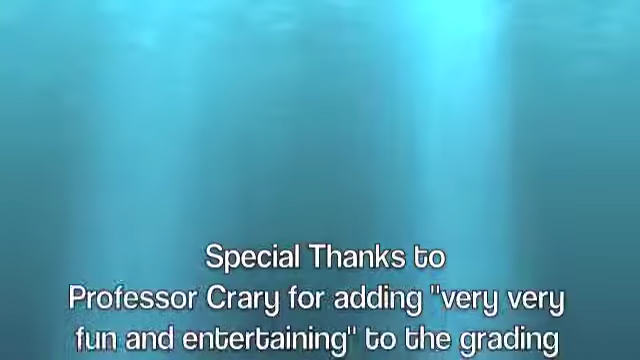 Special Thanks to
Professor Crary for adding "very very
fun and entertaining" to the grading